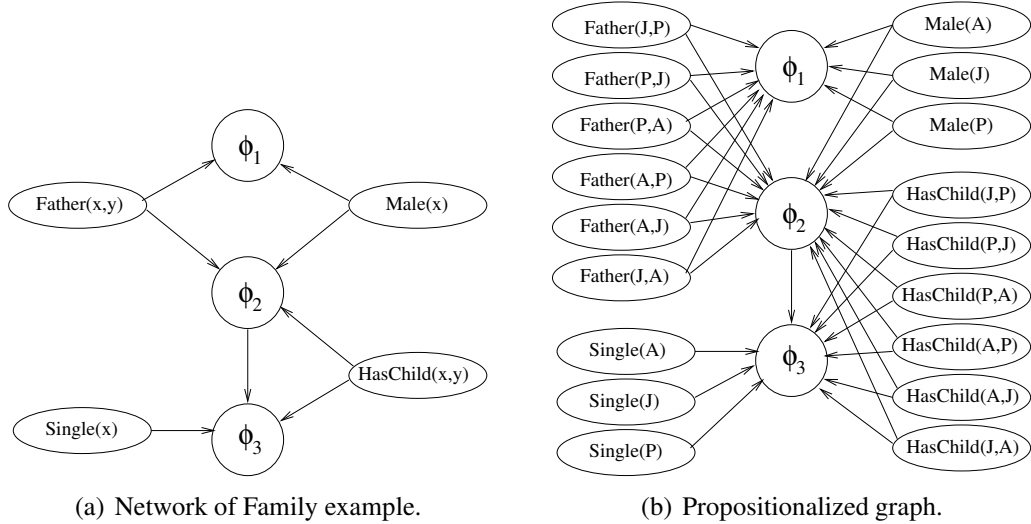 ϕ1
Father(x,y)
Male(x)
ϕ2
HasChild(x,y)
Single(x)
ϕ3
(a) Network of Family example.
Father(J,P)
Father(P,J)
Father(P,A)
Father(A,P)
Father(A,J)
Father(J,A)
Single(A)
Single(J)
Single(P)
ϕ1
ϕ2
ϕ3
Male(A)
Male(J)
Male(P)
HasChild(J,P)
HasChild(P,J)
HasChild(P,A)
HasChild(A,P)
HasChild(A,J)
HasChild(J,A)
(b) Propositionalized graph.